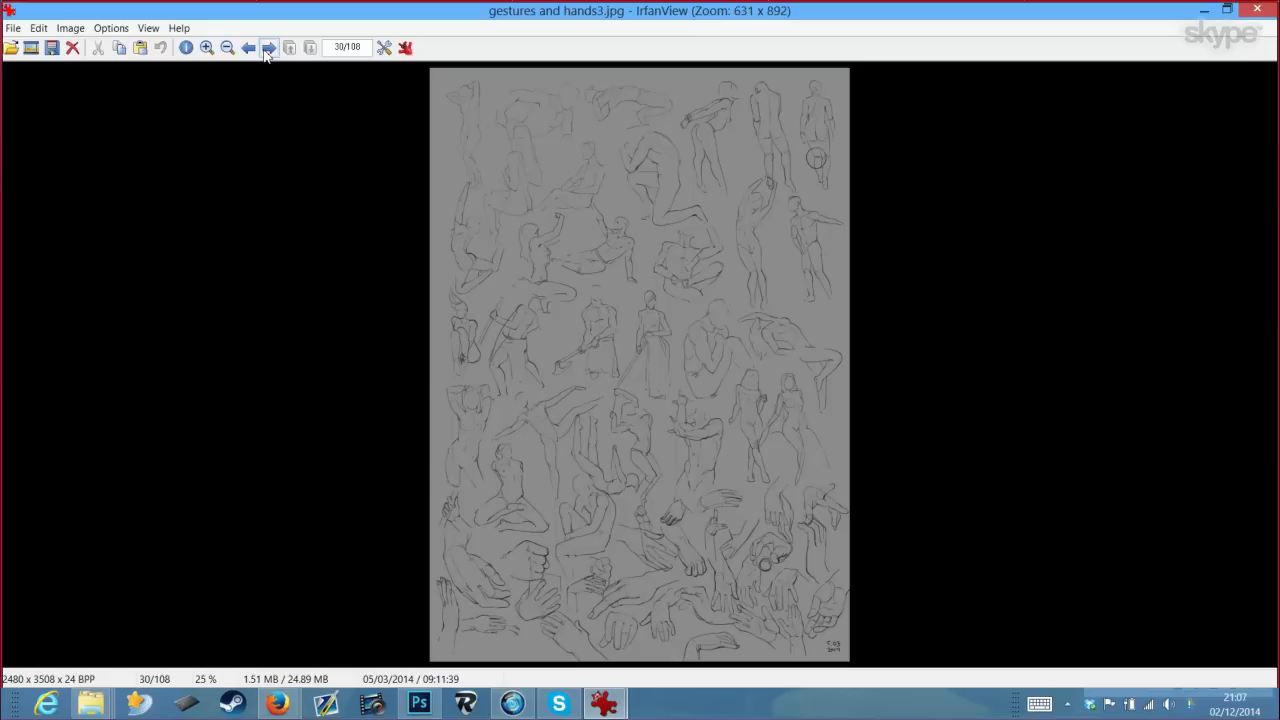 gestures and hands3.jpg - IrfanView (Zoom: 631 x 892)
File Edit Image Options View Help
skype™
30/108
2480 x 3508 x 24 BPP 30/108 25 % 1.51 MB / 24.89 MB 05/03/2014 / 09:11:39
Ps
S
21:07
02/12/2014